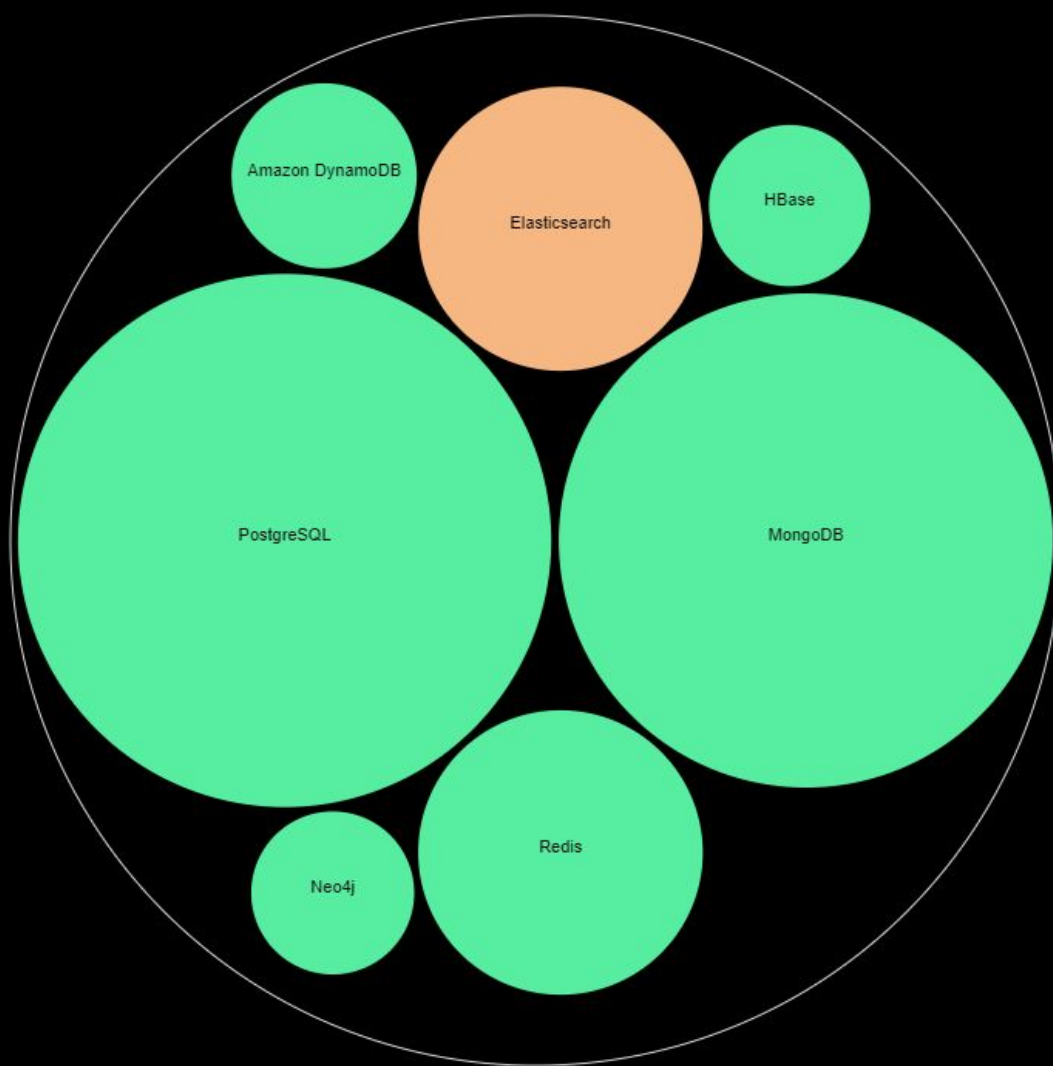 Amazon DynamoDB
Elasticsearch
HBase
PostgreSQL
MongoDB
Redis
Neo4j